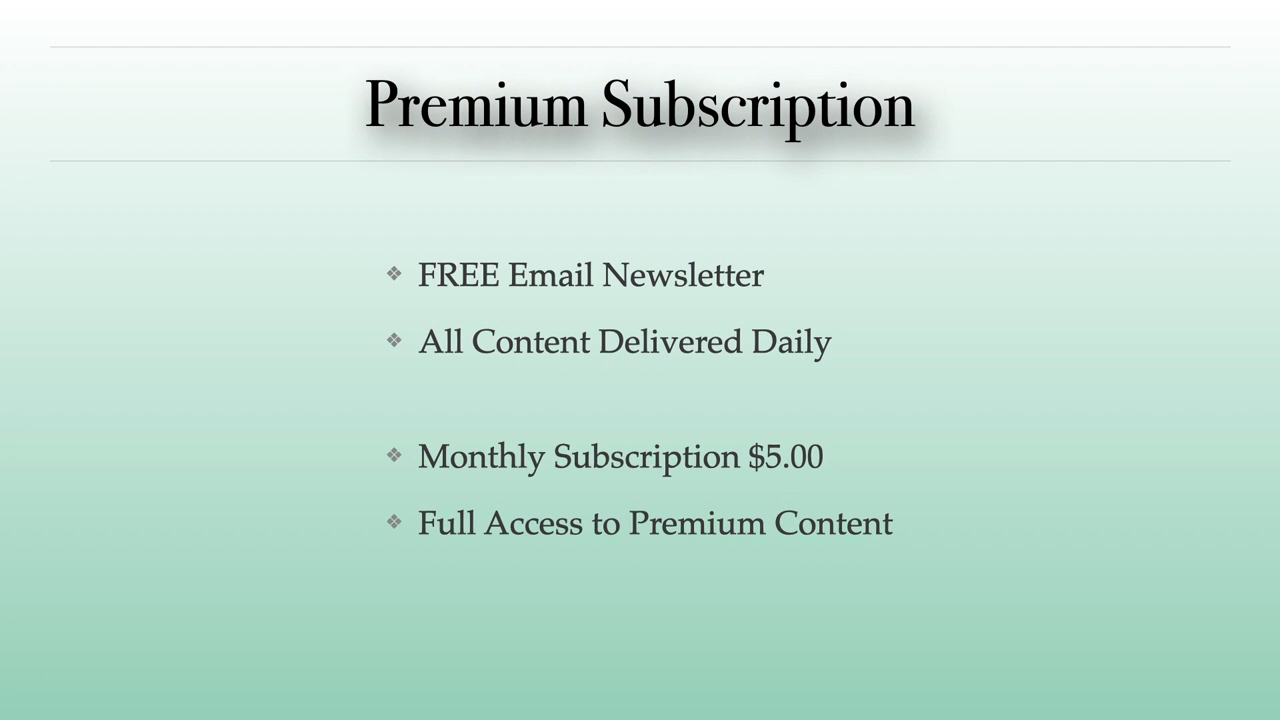 Premium Subscription
❖ FREE Email Newsletter
❖ All Content Delivered Daily
❖ Monthly Subscription $5.00
❖ Full Access to Premium Content